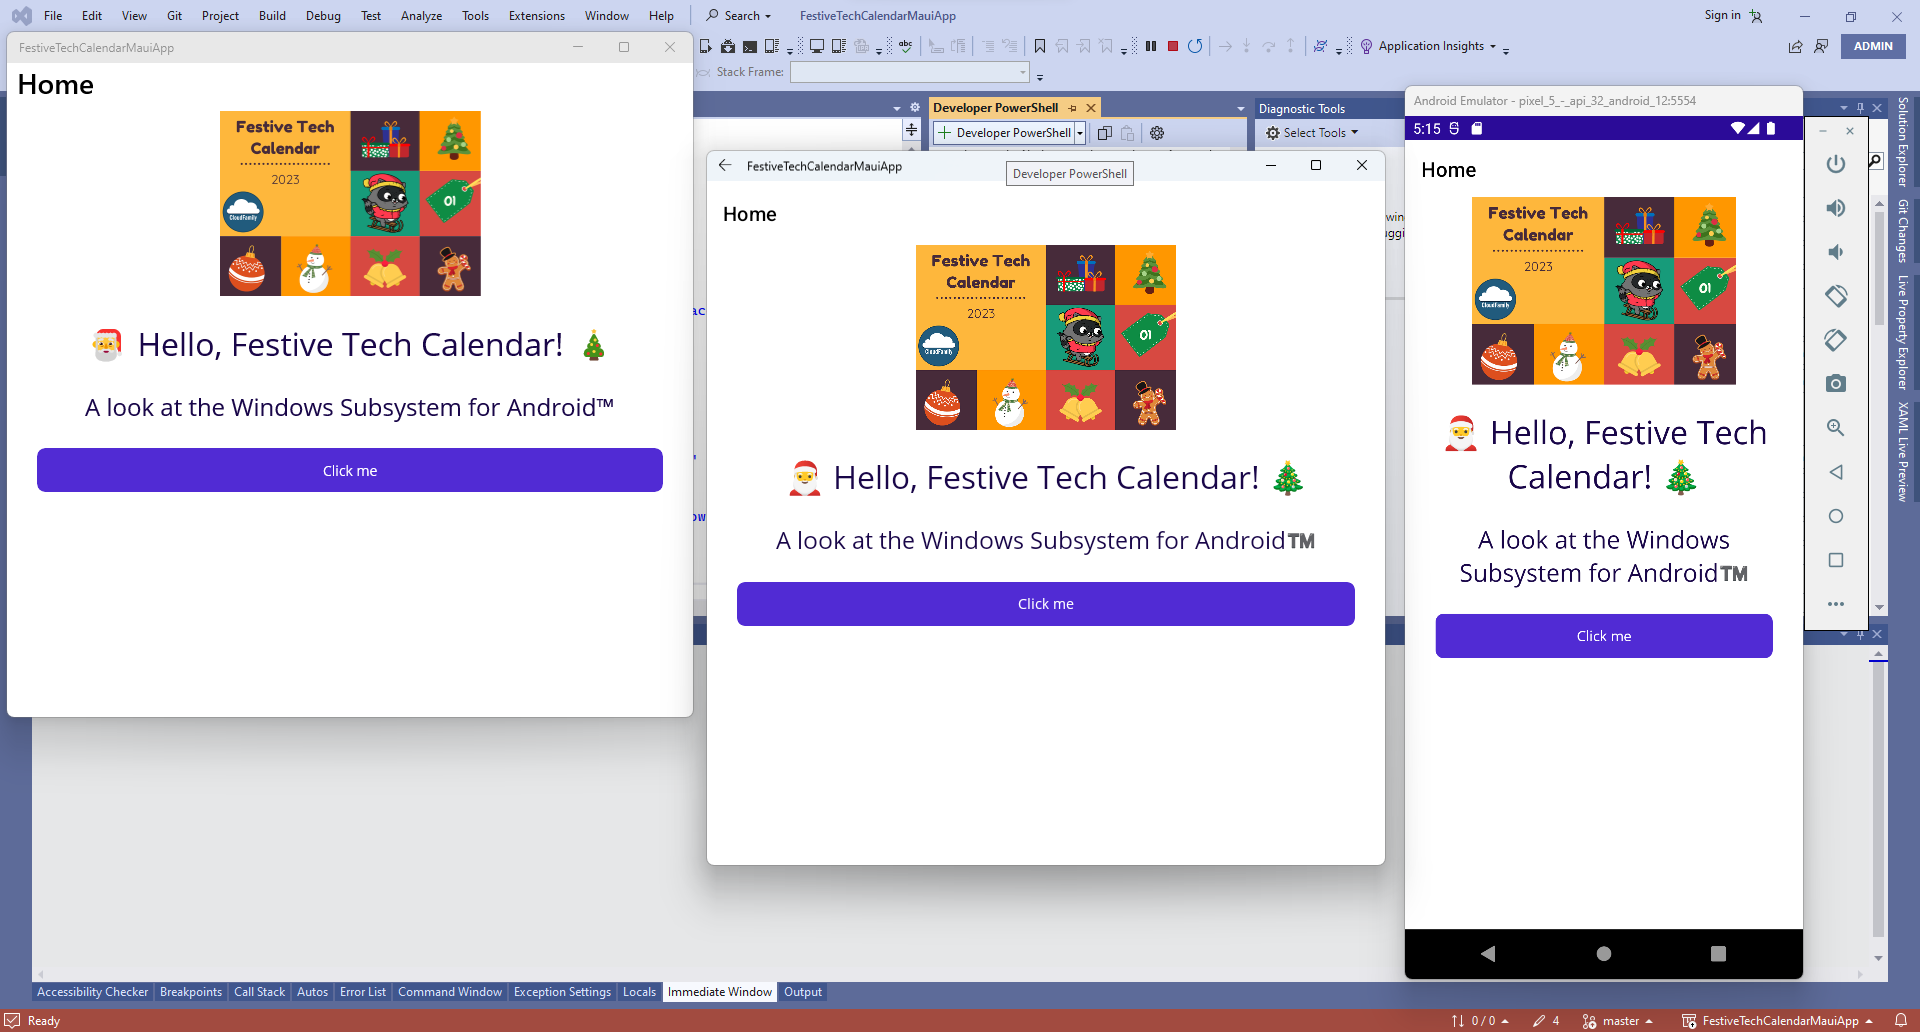 File Edit View Git Project Build Debug Test Analyze Tools Extensions Window Help Search FestiveTechCalendarMauiApp Sign in
Application Insights ADMIN
Stack Frame:
FestiveTechCalendarMauiApp
Home
Festive Tech
Calendar
2023
CloudFamily
01
🎅 Hello, Festive Tech Calendar! 🎄
A look at the Windows Subsystem for Android™
Click me
Developer PowerShell
Developer PowerShell
Diagnostic Tools
Select Tools
FestiveTechCalendarMauiApp
Developer PowerShell
Home
Festive Tech
Calendar
2023
CloudFamily
01
🎅 Hello, Festive Tech Calendar! 🎄
A look at the Windows Subsystem for Android™
Click me
Android Emulator - pixel_5_-_api_32_android_12:5554
5:15
Home
Festive Tech
Calendar
2023
CloudFamily
01
🎅 Hello, Festive Tech
Calendar! 🎄
A look at the Windows
Subsystem for Android™
Click me
Solution Explorer
Git Changes
Live Property Explorer
XAML Live Preview
Accessibility Checker Breakpoints Call Stack Autos Error List Command Window Exception Settings Locals Immediate Window Output
Ready 0 / 0 4 master FestiveTechCalendarMauiApp